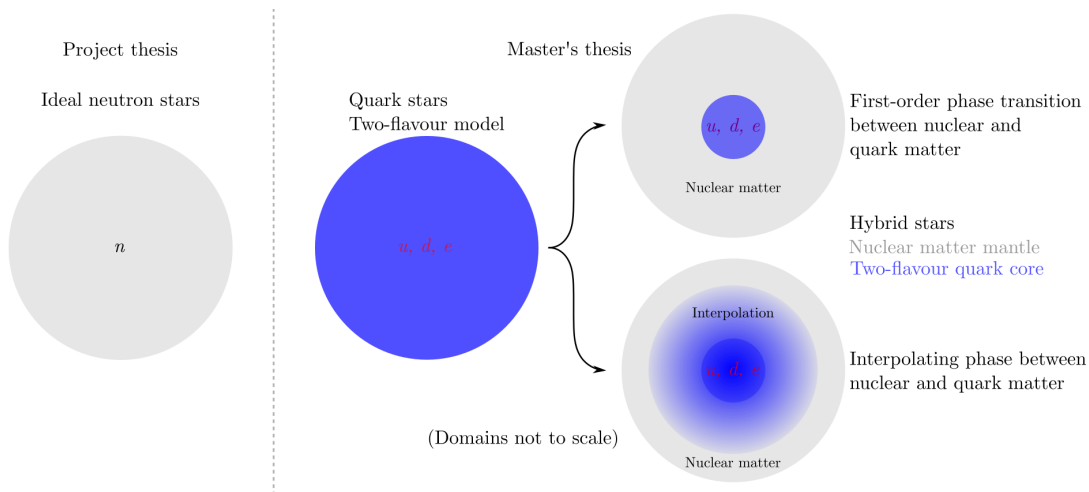 Project thesis
Ideal neutron stars
n
Master's thesis
Quark stars
Two-flavour model
u, d, e
u, d, e
Nuclear matter
First-order phase transition
between nuclear and
quark matter
Hybrid stars
Nuclear matter mantle
Two-flavour quark core
Interpolation
u, d, e
Nuclear matter
Interpolating phase between
nuclear and quark matter
(Domains not to scale)